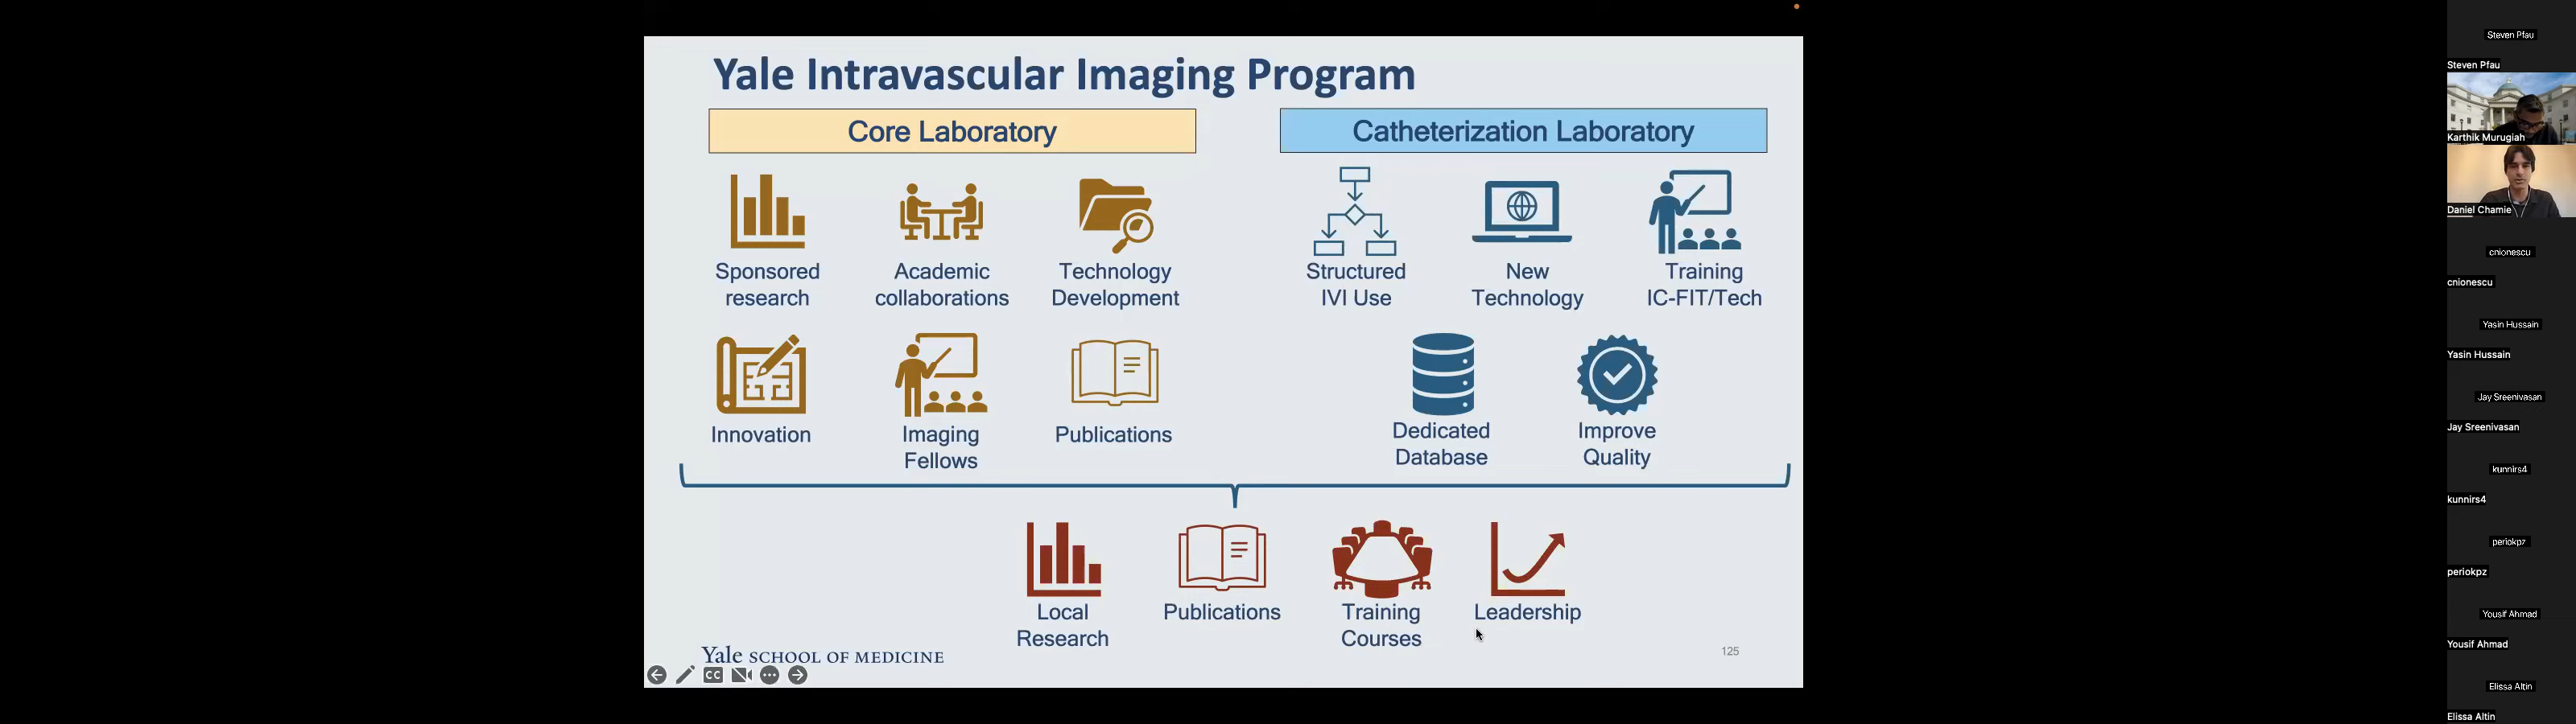 Yale Intravascular Imaging Program
Core Laboratory
Catheterization Laboratory
Sponsored
research
Academic
collaborations
Technology
Development
Structured
IVI Use
New
Technology
Training
IC-FIT/Tech
Innovation
Imaging
Fellows
Publications
Dedicated
Database
Improve
Quality
Local
Research
Publications
Training
Courses
Leadership
Yale SCHOOL OF MEDICINE
125
CC
Steven Pfau
Steven Pfau
Karthik Murugiah
Daniel Chamie
cnionescu
cnionescu
Yasin Hussain
Yasin Hussain
Jay Sreenivasan
Jay Sreenivasan
kunnirs4
kunnirs4
periokpz
periokpz
Yousif Ahmad
Yousif Ahmad
Elissa Altin
Elissa Altin